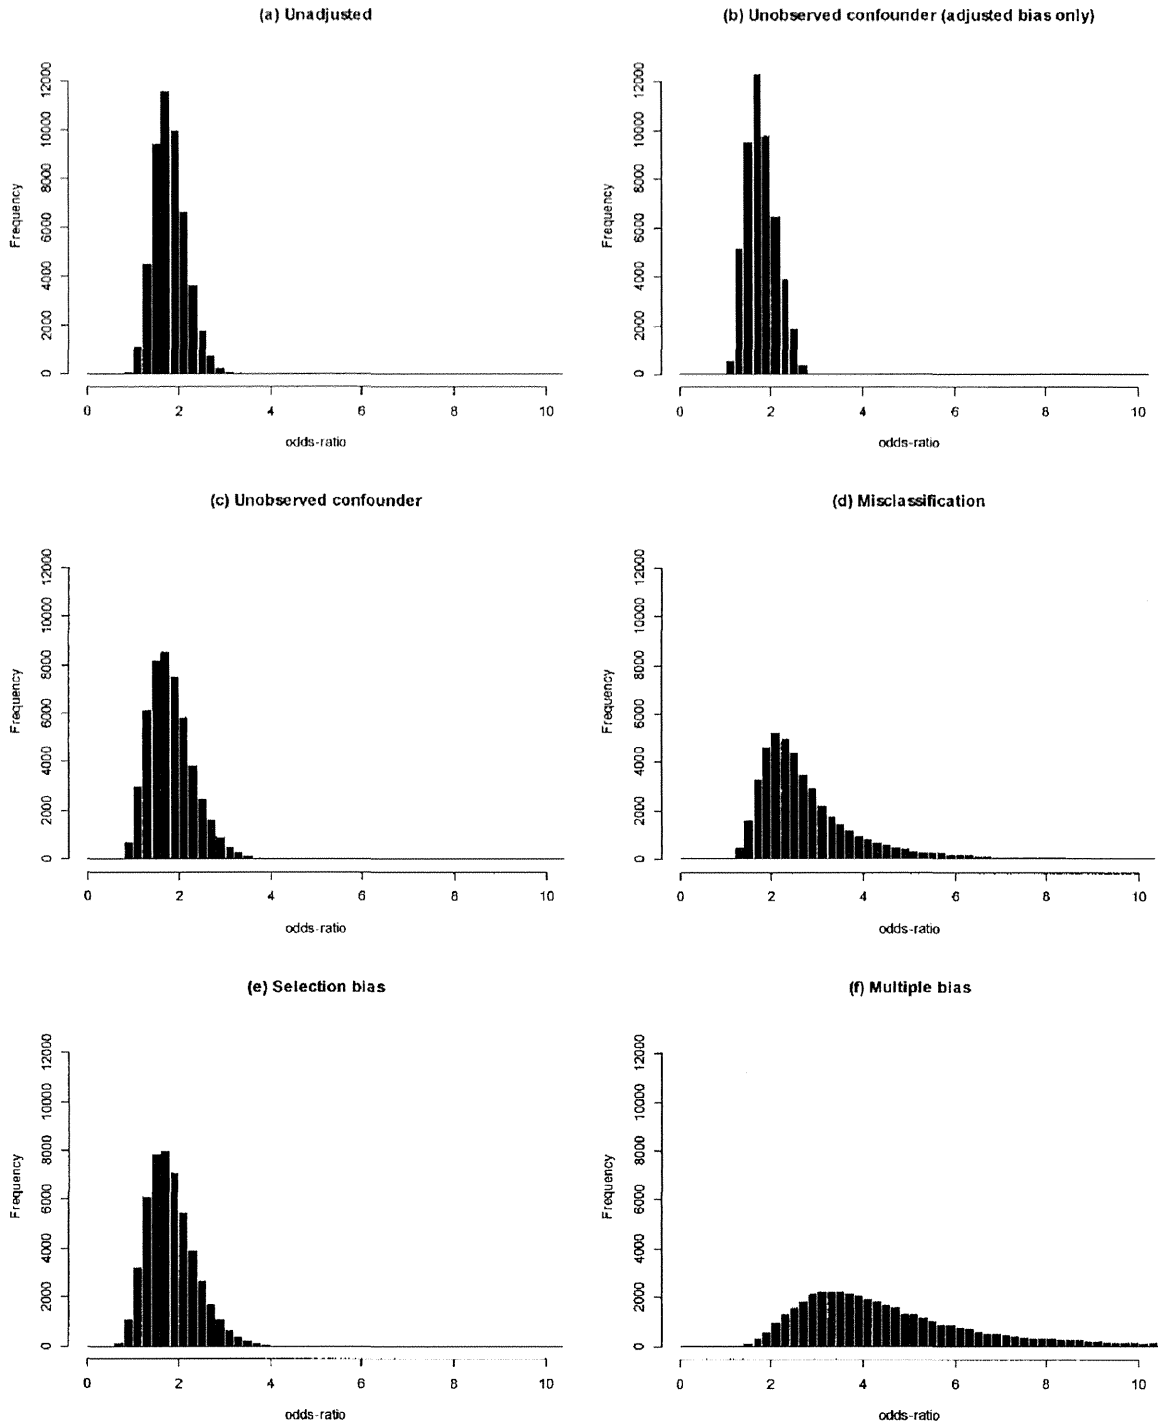 (a) Unadjusted
Frequency
0 2000 4000 6000 8000 10000 12000
0 2 4 6 8 10
odds-ratio
(b) Unobserved confounder (adjusted bias only)
Frequency
0 2000 4000 6000 8000 10000 12000
0 2 4 6 8 10
odds-ratio
(c) Unobserved confounder
Frequency
0 2000 4000 6000 8000 10000 12000
0 2 4 6 8 10
odds-ratio
(d) Misclassification
Frequency
0 2000 4000 6000 8000 10000 12000
0 2 4 6 8 10
odds-ratio
(e) Selection bias
Frequency
0 2000 4000 6000 8000 10000 12000
0 2 4 6 8 10
odds-ratio
(f) Multiple bias
Frequency
0 2000 4000 6000 8000 10000 12000
0 2 4 6 8 10
odds-ratio